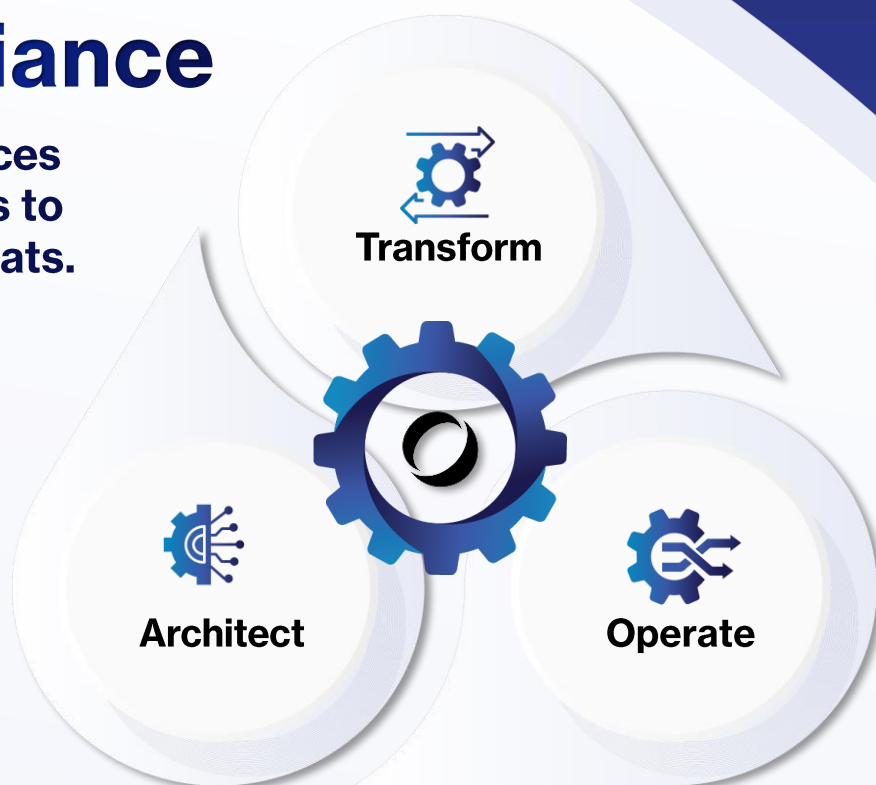 iance
ces
s to
ats.
Transform
Architect
Operate